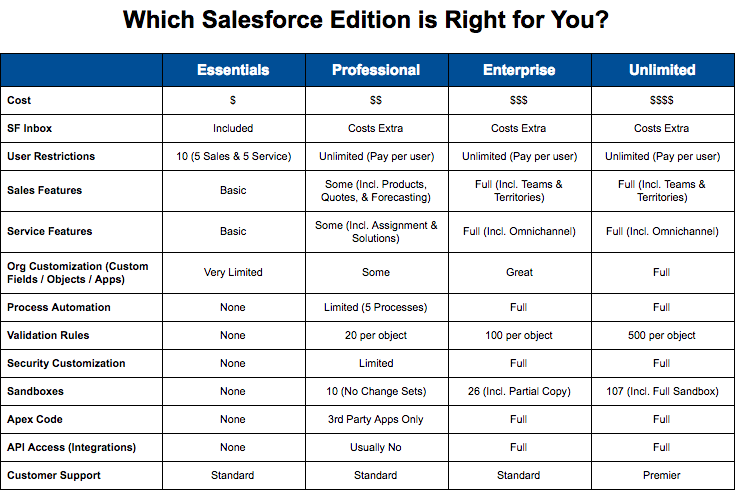 Which Salesforce Edition is Right for You?
Essentials Professional Enterprise Unlimited
Cost $ $$ $$$ $$$$
SF Inbox Included Costs Extra Costs Extra Costs Extra
User Restrictions 10 (5 Sales & 5 Service) Unlimited (Pay per user) Unlimited (Pay per user) Unlimited (Pay per user)
Sales Features Basic Some (Incl. Products, Quotes, & Forecasting) Full (Incl. Teams & Territories) Full (Incl. Teams & Territories)
Service Features Basic Some (Incl. Assignment & Solutions) Full (Incl. Omnichannel) Full (Incl. Omnichannel)
Org Customization (Custom Fields / Objects / Apps) Very Limited Some Great Full
Process Automation None Limited (5 Processes) Full Full
Validation Rules None 20 per object 100 per object 500 per object
Security Customization None Limited Full Full
Sandboxes None 10 (No Change Sets) 26 (Incl. Partial Copy) 107 (Incl. Full Sandbox)
Apex Code None 3rd Party Apps Only Full Full
API Access (Integrations) None Usually No Full Full
Customer Support Standard Standard Standard Premier